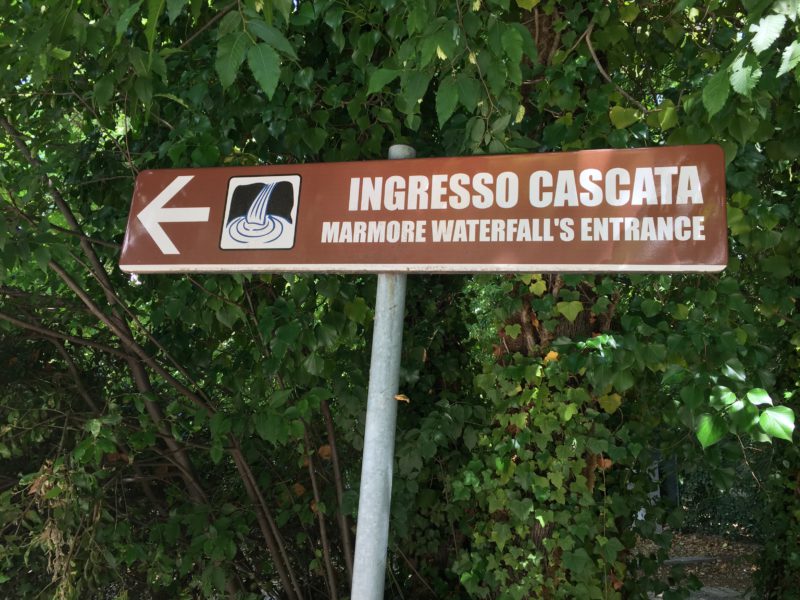 INGRESSO CASCATA
MARMORE WATERFALL'S ENTRANCE